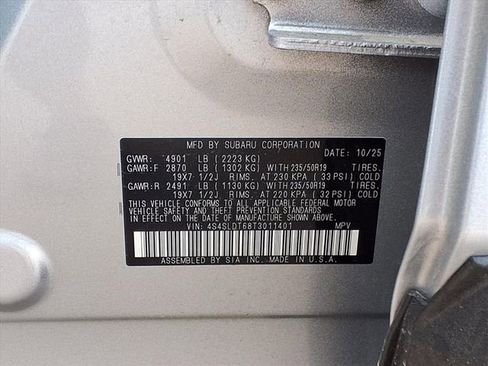 MFD BY SUBARU CORPORATION
DATE: 10/25
GVWR: 4901 LB (2223 KG)
GAWR:F 2870 LB (1302 KG) WITH 235/50R19 TIRES,
19X7 1/2J RIMS, AT 230 KPA (33 PSI) COLD
GAWR:R 2491 LB (1130 KG) WITH 235/50R19 TIRES,
19X7 1/2J RIMS, AT 220 KPA (32 PSI) COLD
THIS VEHICLE CONFORMS TO ALL APPLICABLE FEDERAL MOTOR
VEHICLE SAFETY AND THEFT PREVENTION STANDARDS
IN EFFECT ON THE DATE OF MANUFACTURE SHOWN ABOVE.
VIN: 4S4SLDT68T3011401 MPV
ASSEMBLED BY SIA INC. MADE IN U.S.A.